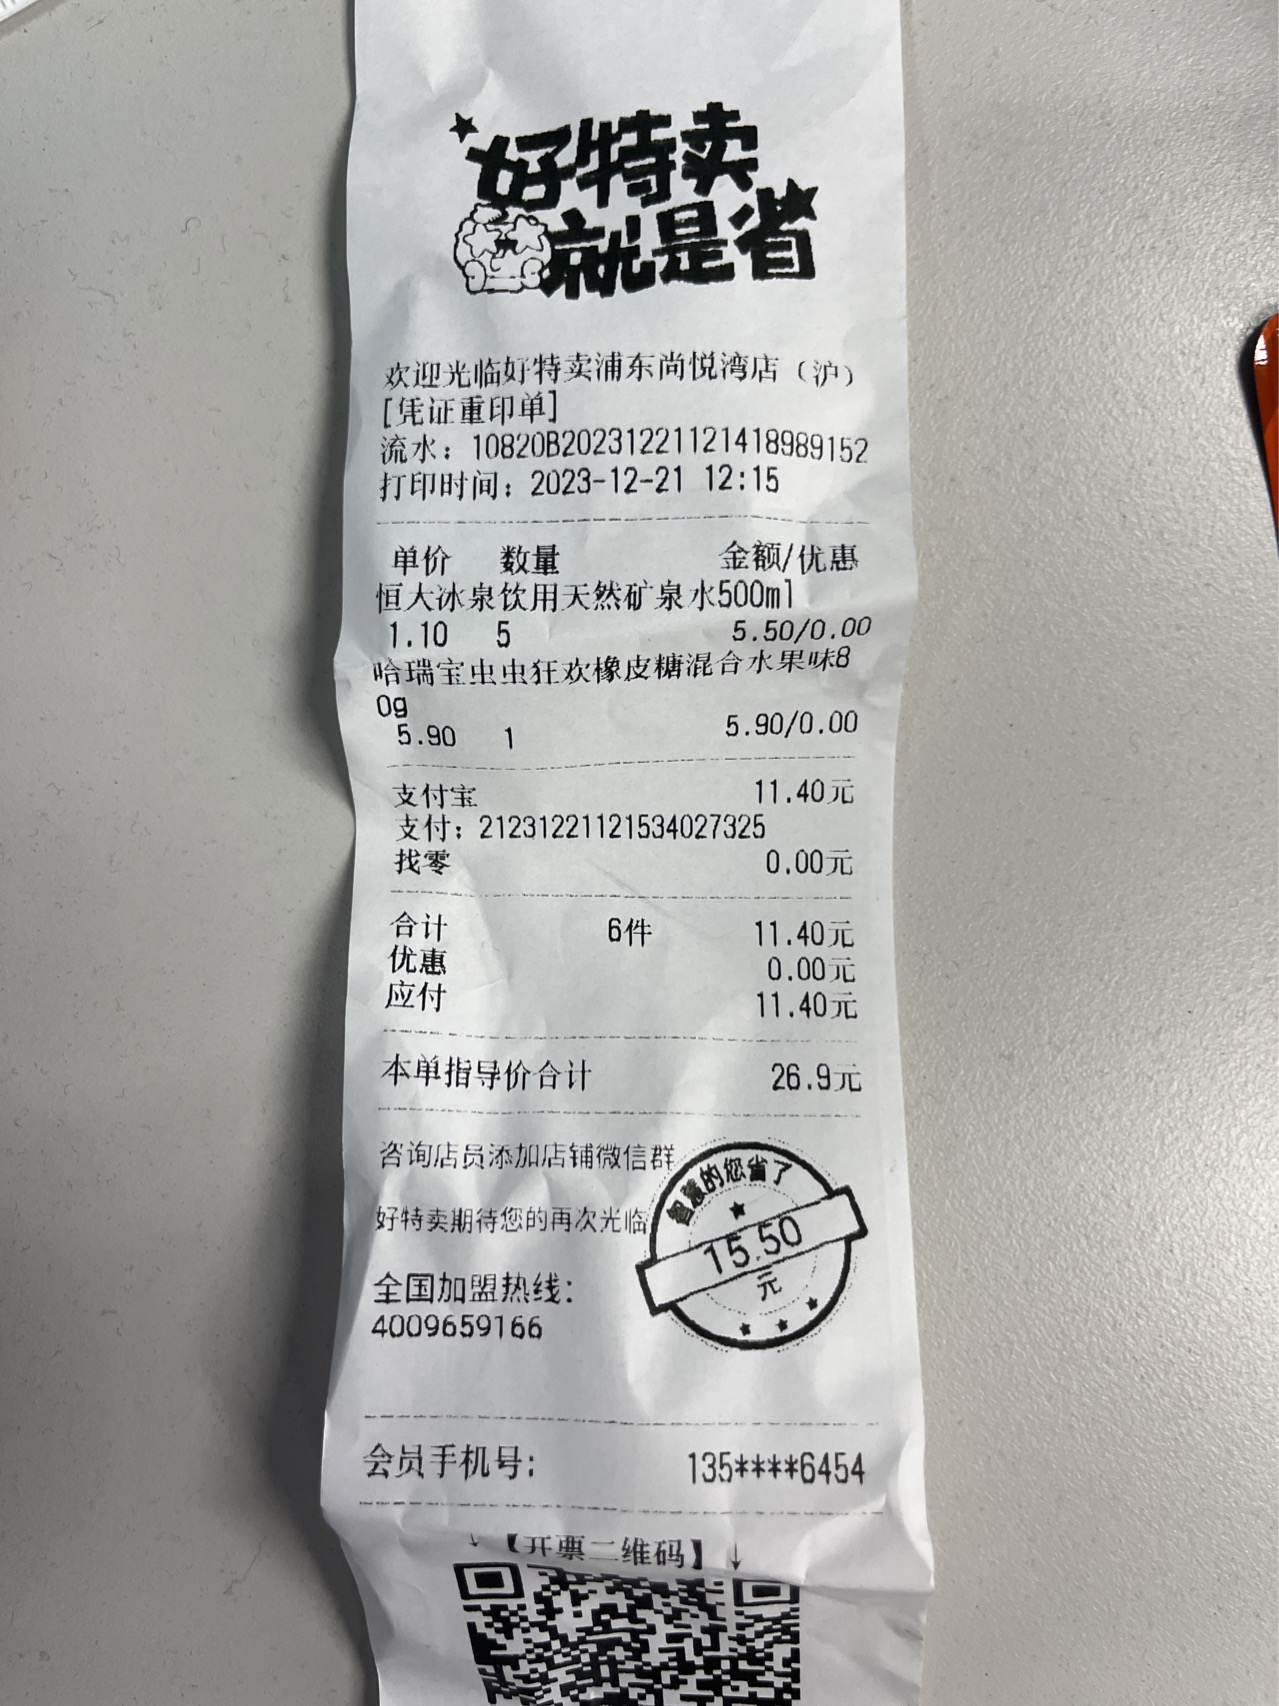 好特卖
就是省
欢迎光临好特卖浦东尚悦湾店（沪）
[凭证重印单]
流水：10820B20231221121418989152
打印时间：2023-12-21 12:15
单价 数量 金额/优惠
恒大冰泉饮用天然矿泉水500ml
1.10 5 5.50/0.00
哈瑞宝虫虫狂欢橡皮糖混合水果味8
0g
5.90 1 5.90/0.00
支付宝 11.40元
支付：21231221121534027325
找零 0.00元
合计 6件 11.40元
优惠 0.00元
应付 11.40元
本单指导价合计 26.9元
咨询店员添加店铺微信群
好特卖期待您的再次光临
智慧的您省了
15.50
元
全国加盟热线：
4009659166
会员手机号： 135****6454
↓【开票二维码】↓